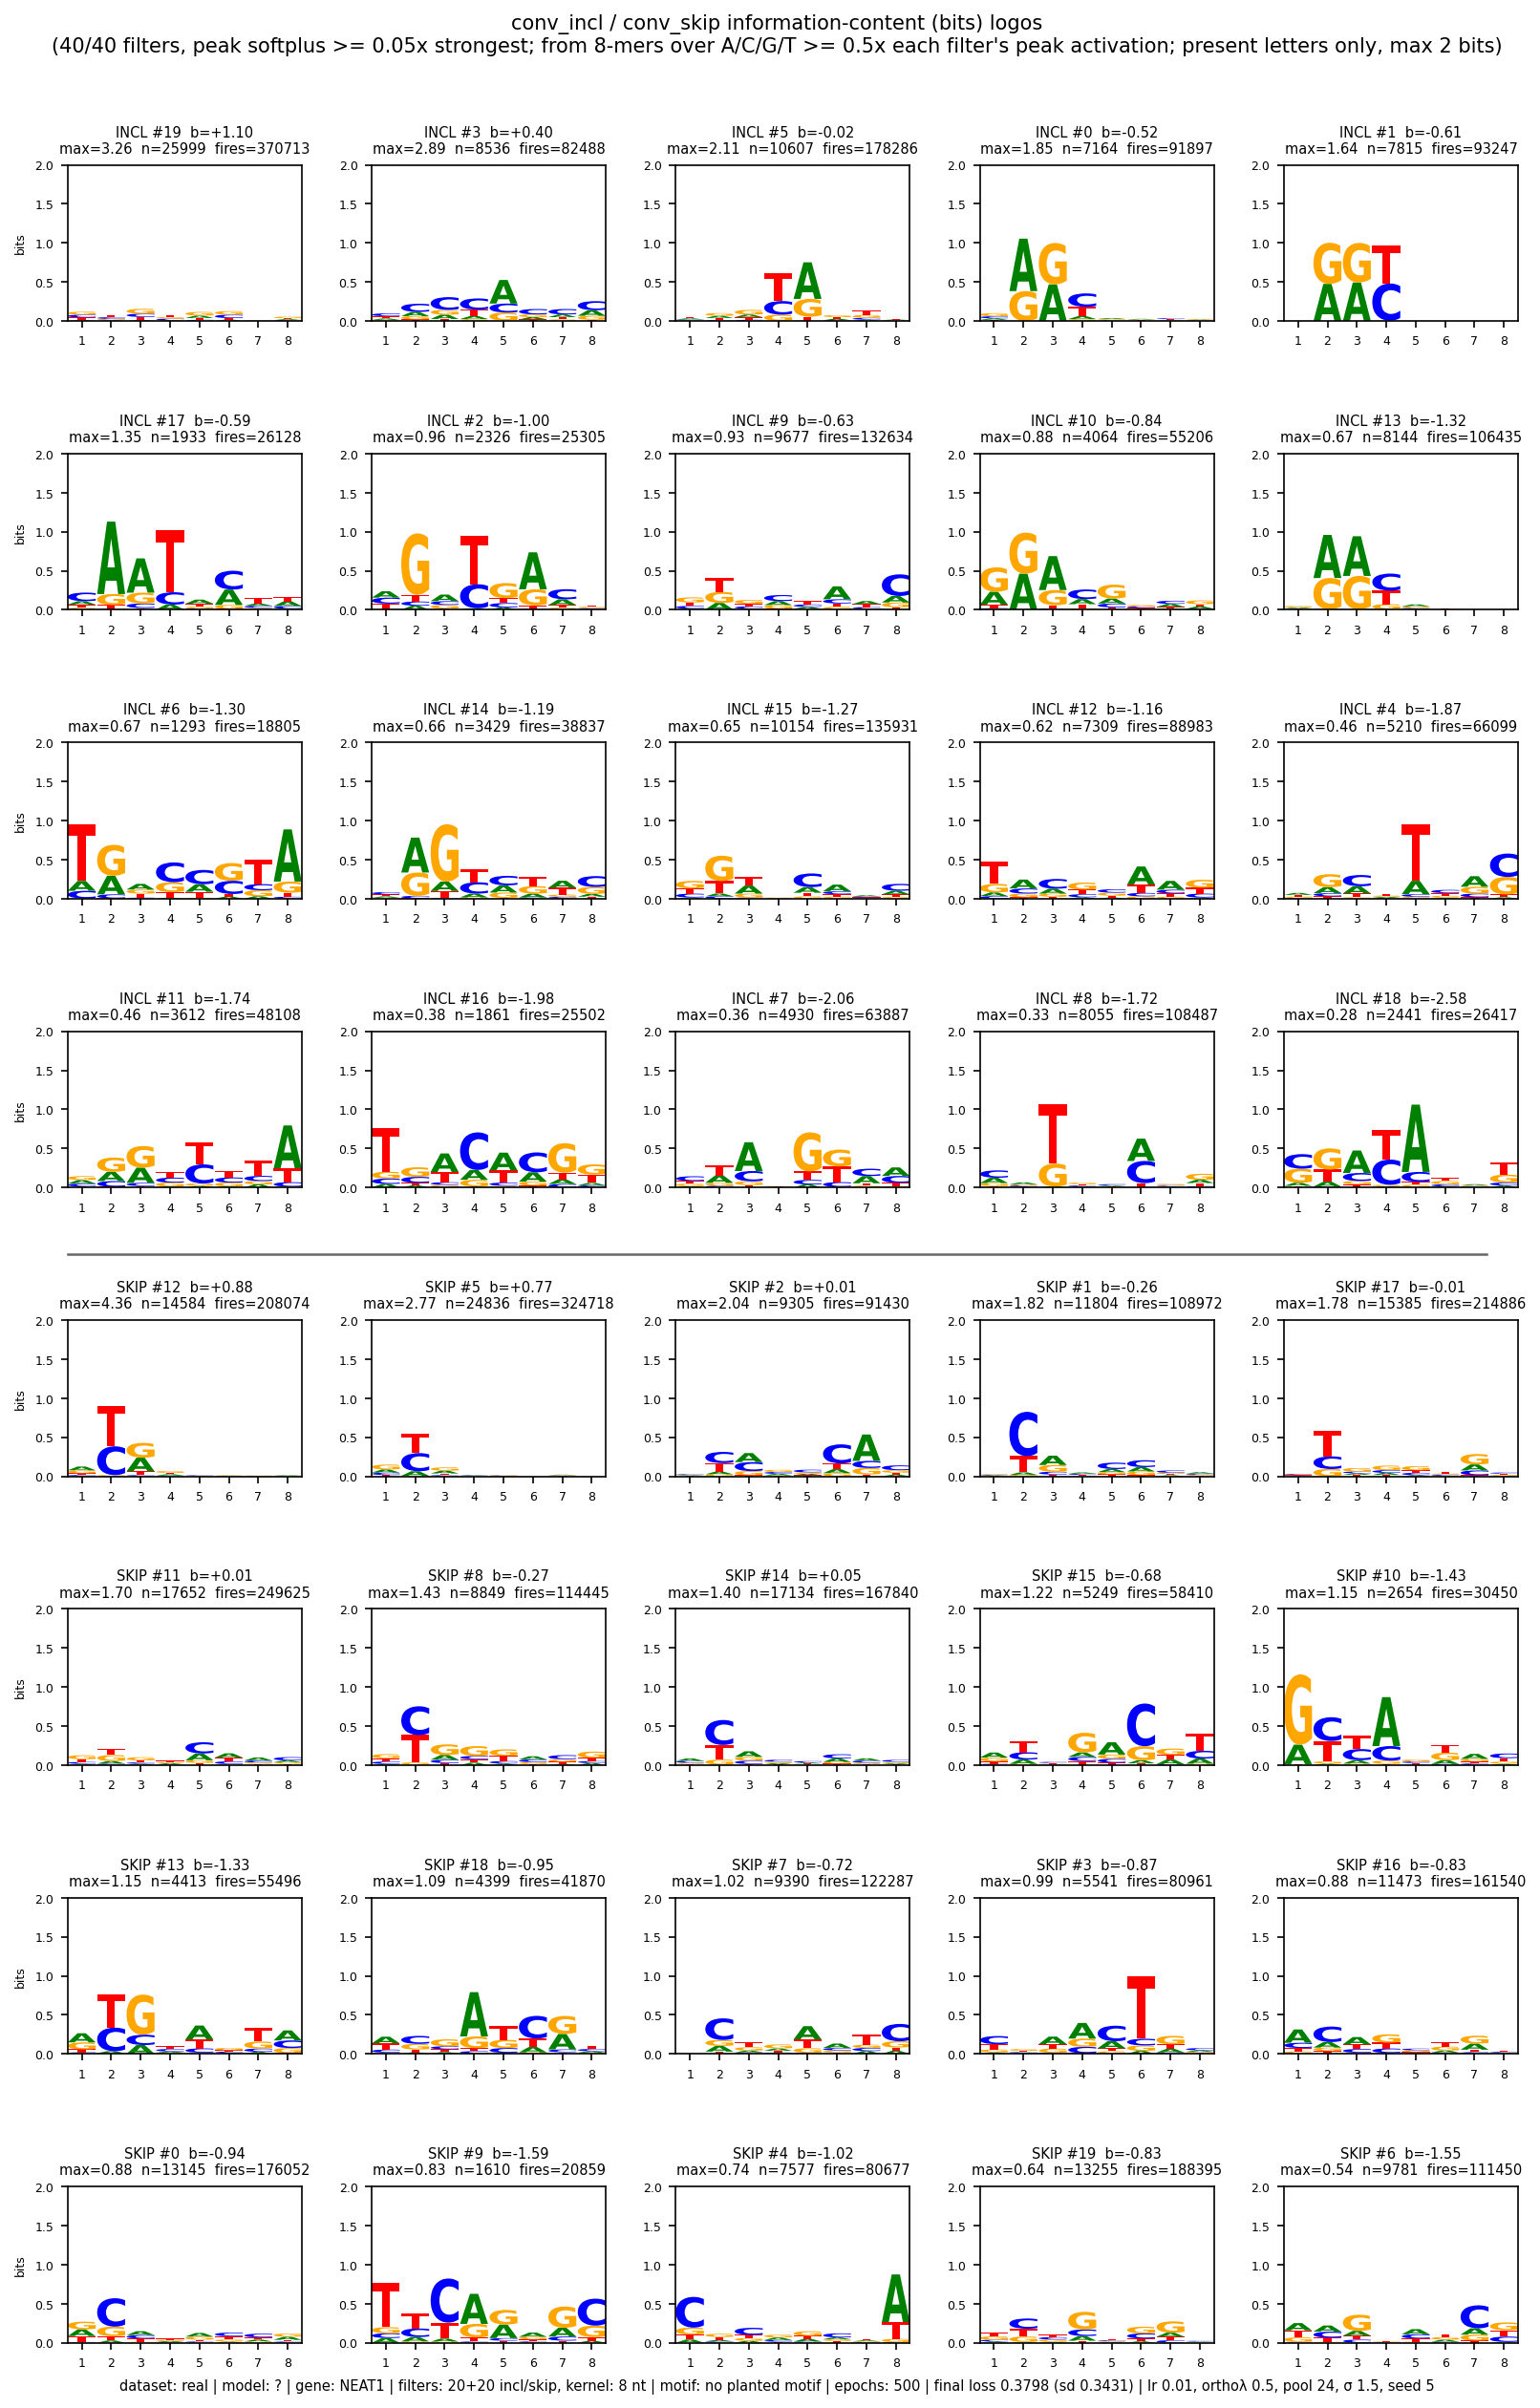 conv_incl / conv_skip information-content (bits) logos
(40/40 filters, peak softplus >= 0.05x strongest; from 8-mers over A/C/G/T >= 0.5x each filter's peak activation; present letters only, max 2 bits)
INCL #19 b=+1.10
max=3.26 n=25999 fires=370713
INCL #3 b=+0.40
max=2.89 n=8536 fires=82488
INCL #5 b=-0.02
max=2.11 n=10607 fires=178286
INCL #0 b=-0.52
max=1.85 n=7164 fires=91897
INCL #1 b=-0.61
max=1.64 n=7815 fires=93247
INCL #17 b=-0.59
max=1.35 n=1933 fires=26128
INCL #2 b=-1.00
max=0.96 n=2326 fires=25305
INCL #9 b=-0.63
max=0.93 n=9677 fires=132634
INCL #10 b=-0.84
max=0.88 n=4064 fires=55206
INCL #13 b=-1.32
max=0.67 n=8144 fires=106435
INCL #6 b=-1.30
max=0.67 n=1293 fires=18805
INCL #14 b=-1.19
max=0.66 n=3429 fires=38837
INCL #15 b=-1.27
max=0.65 n=10154 fires=135931
INCL #12 b=-1.16
max=0.62 n=7309 fires=88983
INCL #4 b=-1.87
max=0.46 n=5210 fires=66099
INCL #11 b=-1.74
max=0.46 n=3612 fires=48108
INCL #16 b=-1.98
max=0.38 n=1861 fires=25502
INCL #7 b=-2.06
max=0.36 n=4930 fires=63887
INCL #8 b=-1.72
max=0.33 n=8055 fires=108487
INCL #18 b=-2.58
max=0.28 n=2441 fires=26417
SKIP #12 b=+0.88
max=4.36 n=14584 fires=208074
SKIP #5 b=+0.77
max=2.77 n=24836 fires=324718
SKIP #2 b=+0.01
max=2.04 n=9305 fires=91430
SKIP #1 b=-0.26
max=1.82 n=11804 fires=108972
SKIP #17 b=-0.01
max=1.78 n=15385 fires=214886
SKIP #11 b=+0.01
max=1.70 n=17652 fires=249625
SKIP #8 b=-0.27
max=1.43 n=8849 fires=114445
SKIP #14 b=+0.05
max=1.40 n=17134 fires=167840
SKIP #15 b=-0.68
max=1.22 n=5249 fires=58410
SKIP #10 b=-1.43
max=1.15 n=2654 fires=30450
SKIP #13 b=-1.33
max=1.15 n=4413 fires=55496
SKIP #18 b=-0.95
max=1.09 n=4399 fires=41870
SKIP #7 b=-0.72
max=1.02 n=9390 fires=122287
SKIP #3 b=-0.87
max=0.99 n=5541 fires=80961
SKIP #16 b=-0.83
max=0.88 n=11473 fires=161540
SKIP #0 b=-0.94
max=0.88 n=13145 fires=176052
SKIP #9 b=-1.59
max=0.83 n=1610 fires=20859
SKIP #4 b=-1.02
max=0.74 n=7577 fires=80677
SKIP #19 b=-0.83
max=0.64 n=13255 fires=188395
SKIP #6 b=-1.55
max=0.54 n=9781 fires=111450
dataset: real | model: ? | gene: NEAT1 | filters: 20+20 incl/skip, kernel: 8 nt | motif: no planted motif | epochs: 500 | final loss 0.3798 (sd 0.3431) | lr 0.01, orthoλ 0.5, pool 24, σ 1.5, seed 5